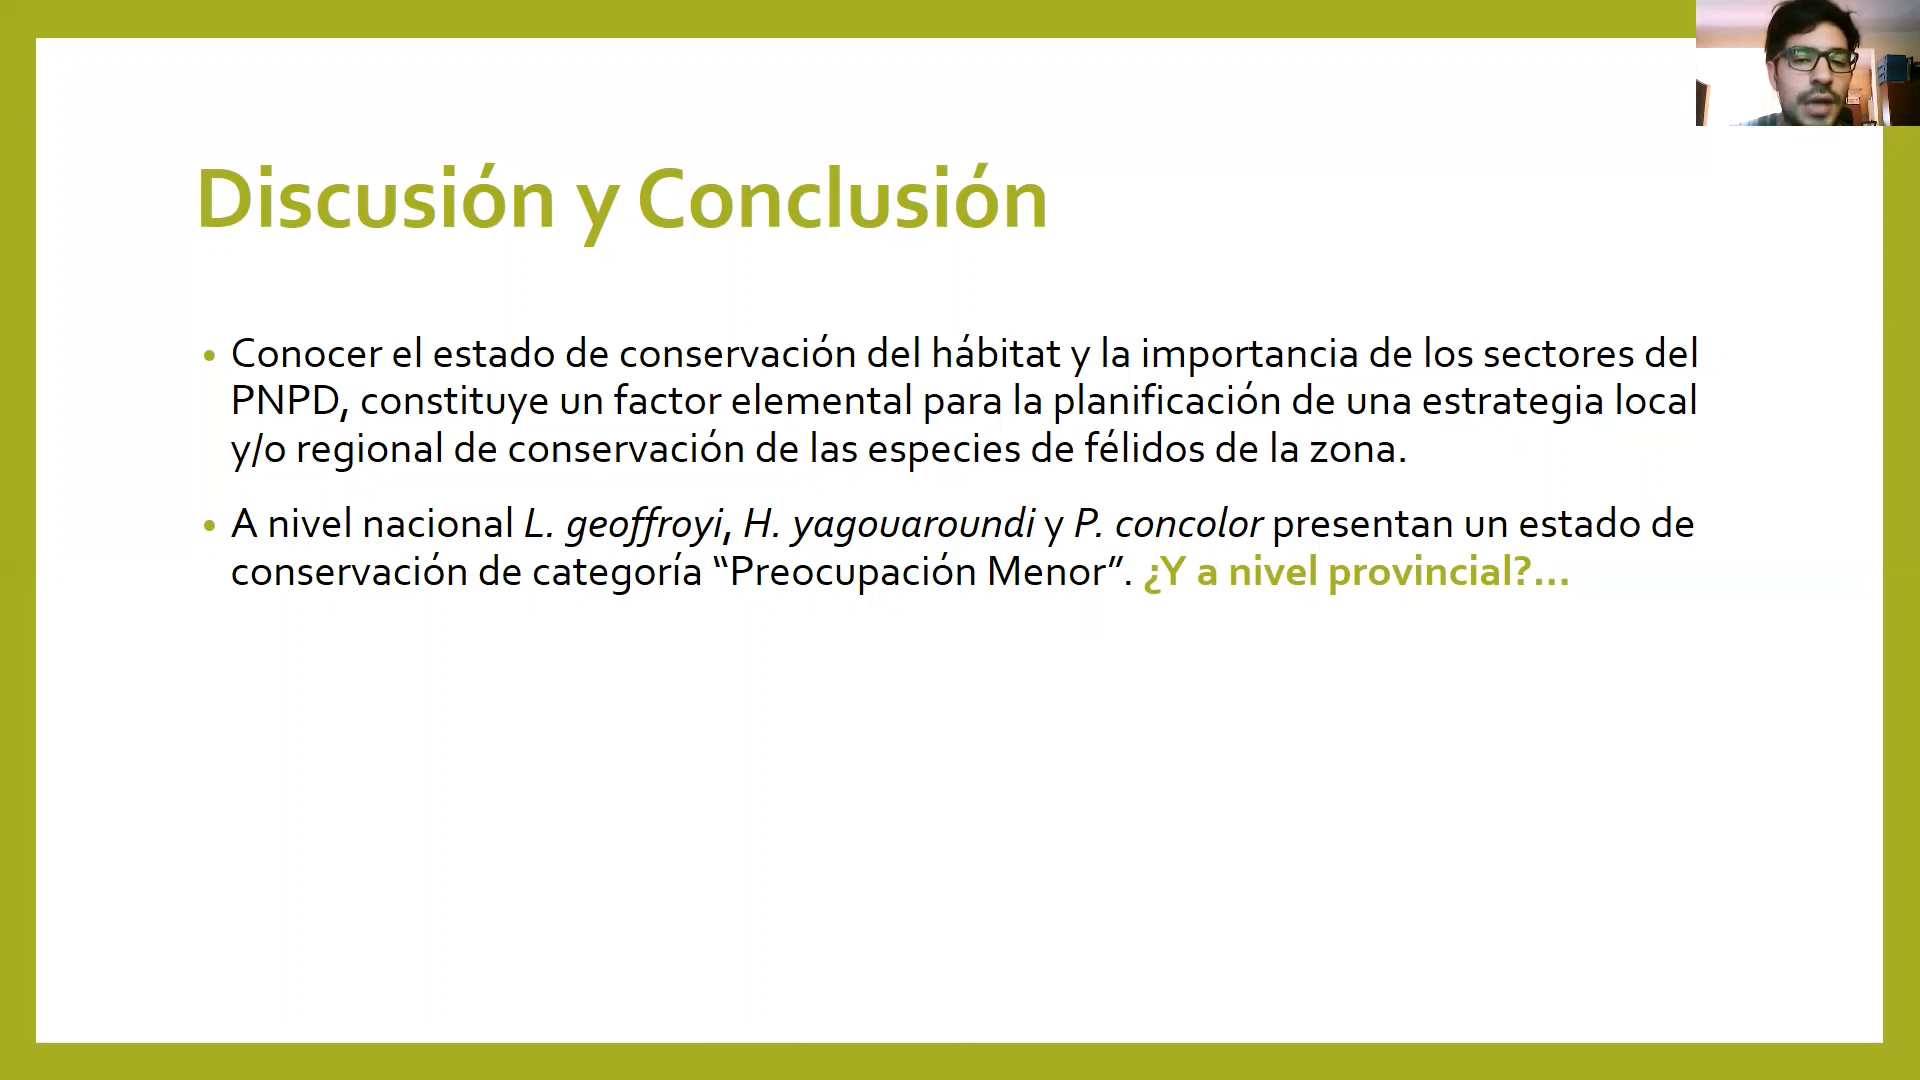 Discusión y Conclusión
• Conocer el estado de conservación del hábitat y la importancia de los sectores del
PNPD, constituye un factor elemental para la planificación de una estrategia local
y/o regional de conservación de las especies de félidos de la zona.
• A nivel nacional L. geoffroyi, H. yagouaroundi y P. concolor presentan un estado de
conservación de categoría “Preocupación Menor”. ¿Y a nivel provincial?...